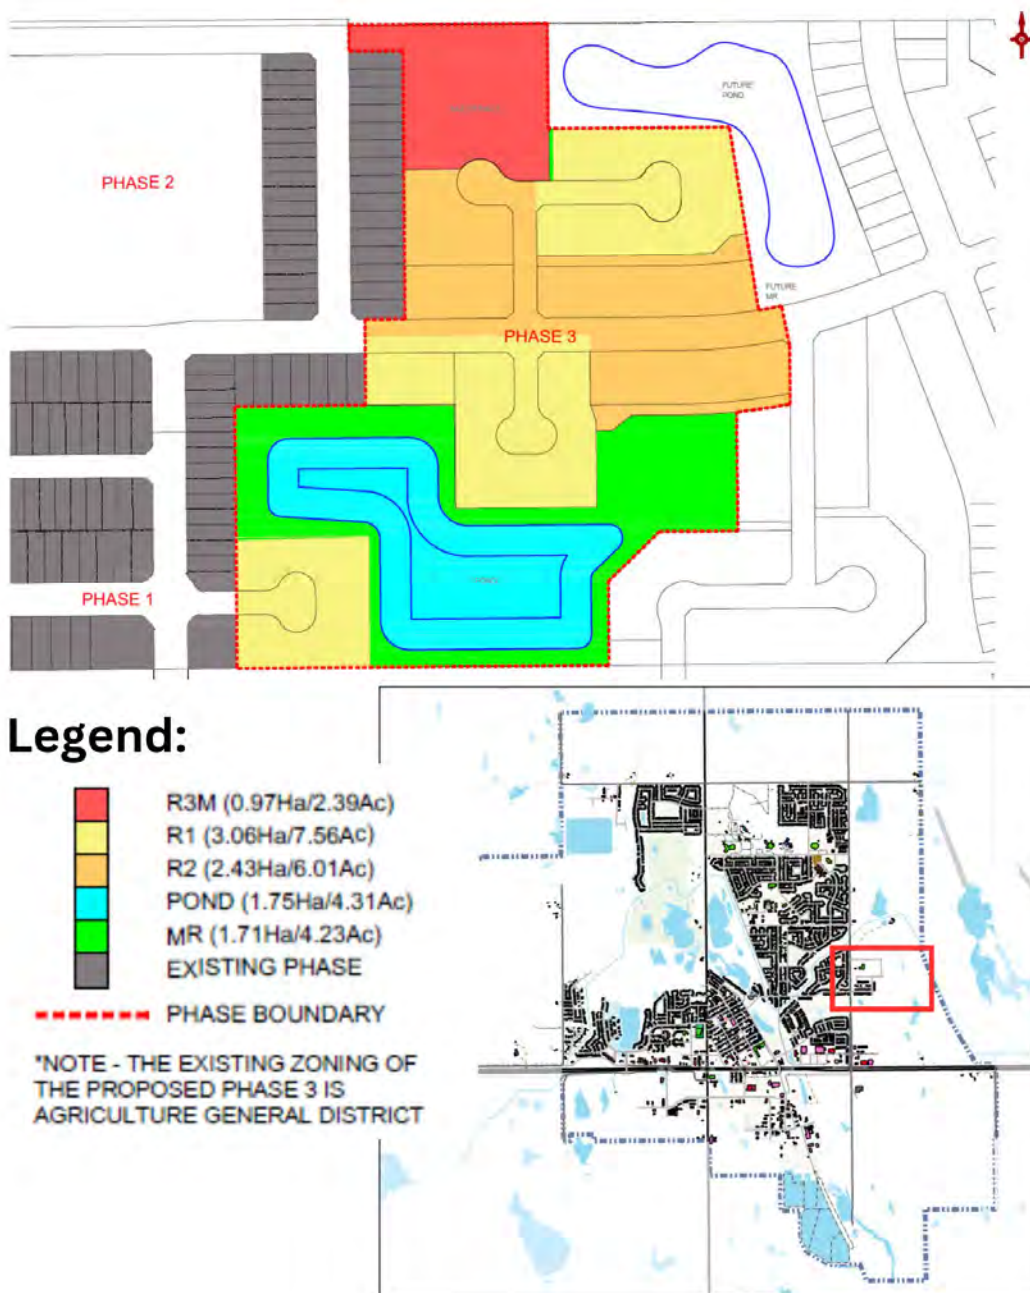 FUTURE
POND
PHASE 2
FUTURE
MR
PHASE 3
PHASE 1
Legend:
R3M (0.97Ha/2.39Ac)
R1 (3.06Ha/7.56Ac)
R2 (2.43Ha/6.01Ac)
POND (1.75Ha/4.31Ac)
MR (1.71Ha/4.23Ac)
EXISTING PHASE
PHASE BOUNDARY
*NOTE - THE EXISTING ZONING OF
THE PROPOSED PHASE 3 IS
AGRICULTURE GENERAL DISTRICT